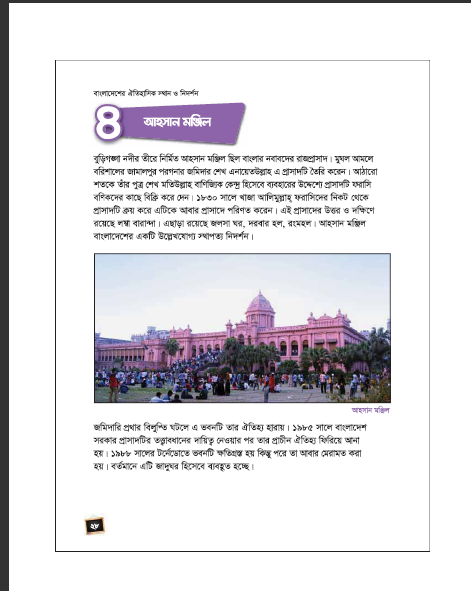 বাংলাদেশের ঐতিহাসিক স্থান ও নিদর্শন
৪ আহসান মঞ্জিল
বুড়িগঙ্গা নদীর তীরে নির্মিত আহসান মঞ্জিল ছিল বাংলার নবাবদের রাজপ্রাসাদ। মুঘল আমলে
বরিশালের জামালপুর পরগনার জমিদার শেখ এনায়েতউল্লাহ এ প্রাসাদটি তৈরি করেন। আঠারো
শতকে তাঁর পুত্র শেখ মতিউল্লাহ বাণিজ্যিক কেন্দ্র হিসেবে ব্যবহারের উদ্দেশ্যে প্রাসাদটি ফরাসি
বণিকদের কাছে বিক্রি করে দেন। ১৮৩০ সালে খাজা আলিমুল্লাহ্ ফরাসিদের নিকট থেকে
প্রাসাদটি ক্রয় করে এটিকে আবার প্রাসাদে পরিণত করেন। এই প্রাসাদের উত্তর ও দক্ষিণে
রয়েছে লম্বা বারান্দা। এছাড়া রয়েছে জলসা ঘর, দরবার হল, রংমহল। আহসান মঞ্জিল
বাংলাদেশের একটি উল্লেখযোগ্য স্থাপত্য নিদর্শন।
আহসান মঞ্জিল
জমিদারি প্রথার বিলুপ্তি ঘটলে এ ভবনটি তার ঐতিহ্য হারায়। ১৯৮৫ সালে বাংলাদেশ
সরকার প্রাসাদটির তত্ত্বাবধানের দায়িত্ব নেওয়ার পর তার প্রাচীন ঐতিহ্য ফিরিয়ে আনা
হয়। ১৯৮৮ সালের টর্নেডোতে ভবনটি ক্ষতিগ্রস্ত হয় কিন্তু পরে তা আবার মেরামত করা
হয়। বর্তমানে এটি জাদুঘর হিসেবে ব্যবহৃত হচ্ছে।
২৮